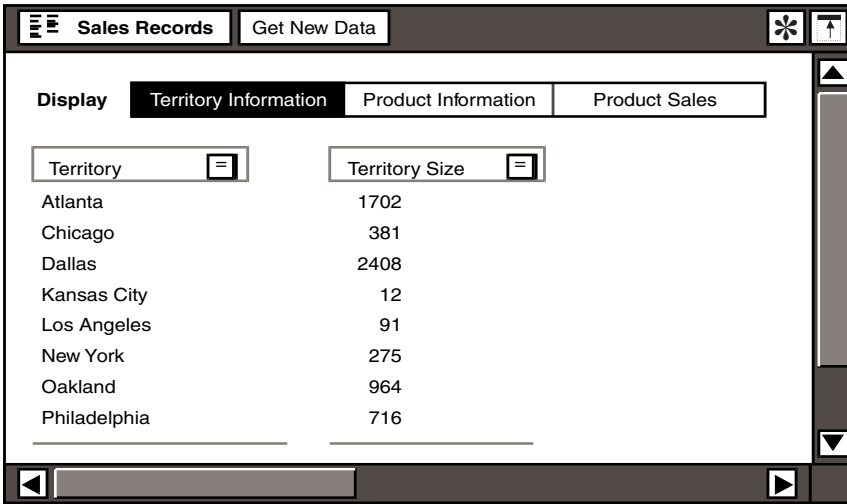 Sales Records Get New Data
Display Territory Information Product Information Product Sales
Territory = Territory Size =
Atlanta 1702
Chicago 381
Dallas 2408
Kansas City 12
Los Angeles 91
New York 275
Oakland 964
Philadelphia 716